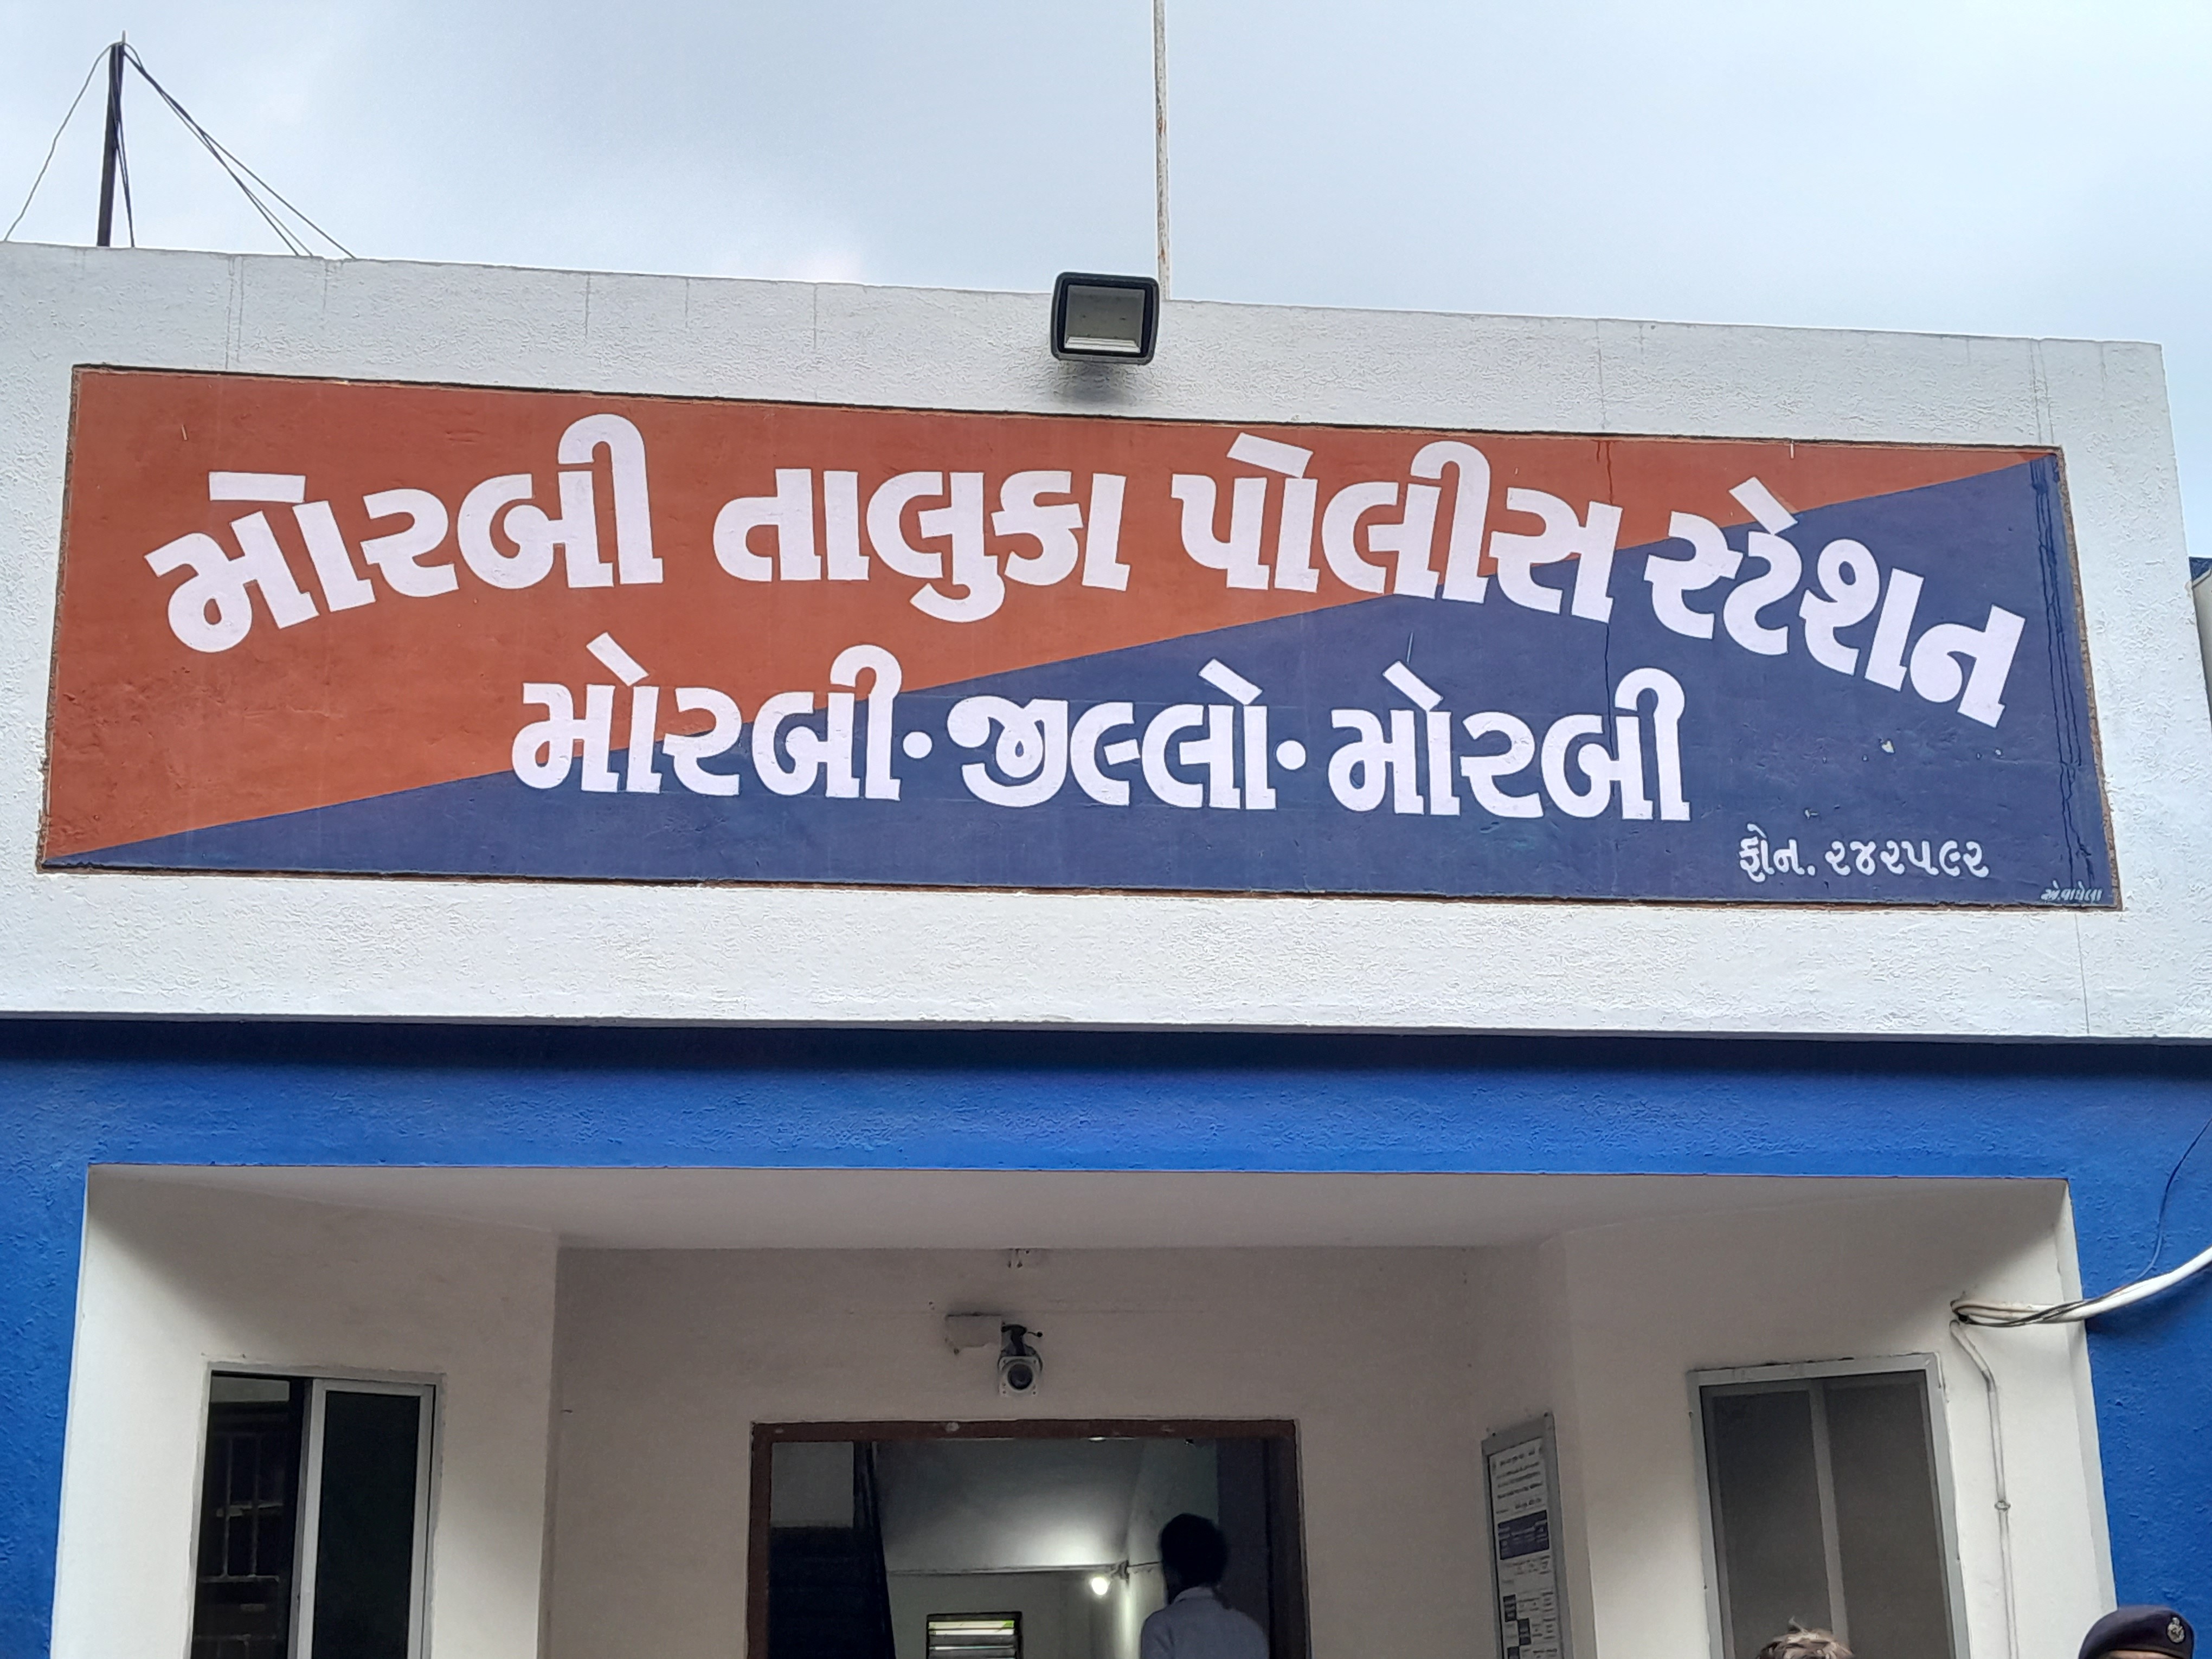 મોરબી તાલુકા પોલીસ સ્ટેશન
મોરબી·જીલ્લો·મોરબી
ફોન. ૨૪૨૫૯૨
એ.વાઘેલા